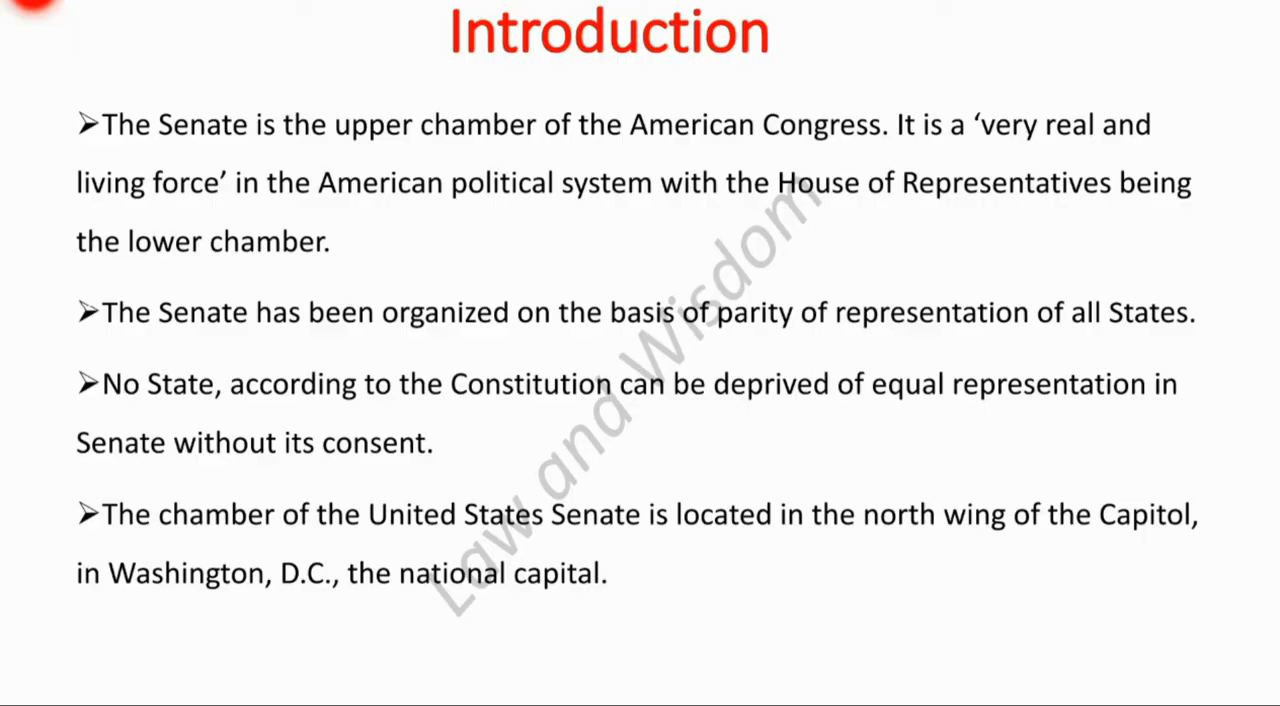 Introduction
➢The Senate is the upper chamber of the American Congress. It is a ‘very real and
living force’ in the American political system with the House of Representatives being
the lower chamber.
➢The Senate has been organized on the basis of parity of representation of all States.
➢No State, according to the Constitution can be deprived of equal representation in
Senate without its consent.
➢The chamber of the United States Senate is located in the north wing of the Capitol,
in Washington, D.C., the national capital.
Law and Wisdom